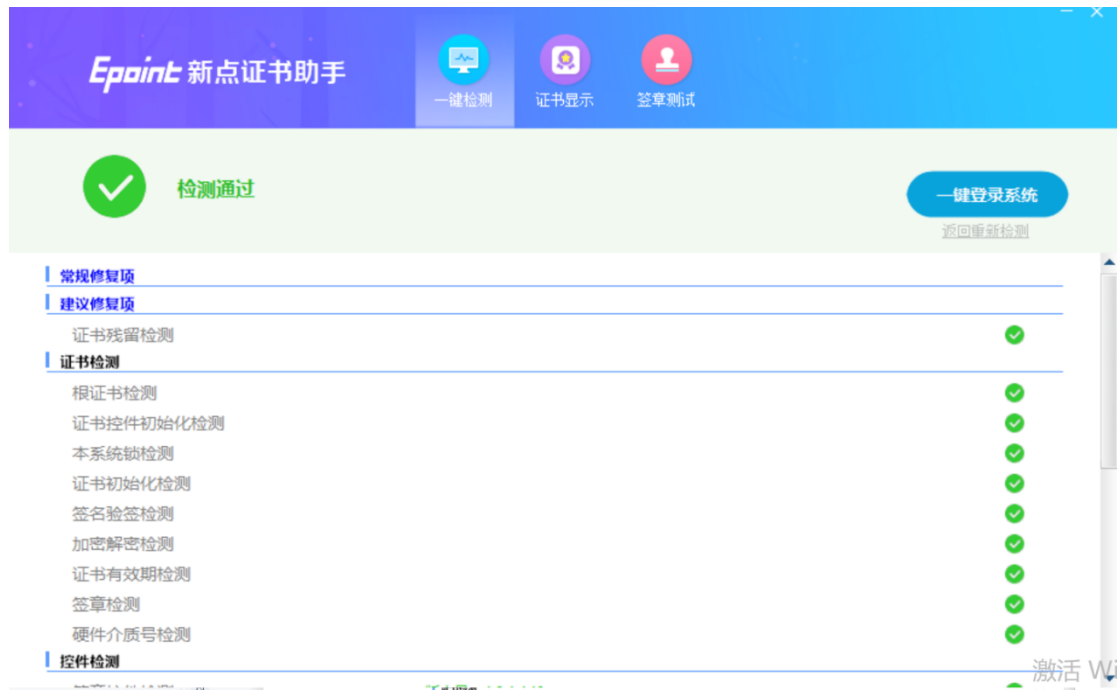 Epoint 新点证书助手
一键检测
证书显示
签章测试
检测通过
一键登录系统
返回重新检测
常规修复项
建议修复项
证书残留检测
证书检测
根证书检测
证书控件初始化检测
本系统锁检测
证书初始化检测
签名验签检测
加密解密检测
证书有效期检测
签章检测
硬件介质号检测
控件检测
激活 Wi